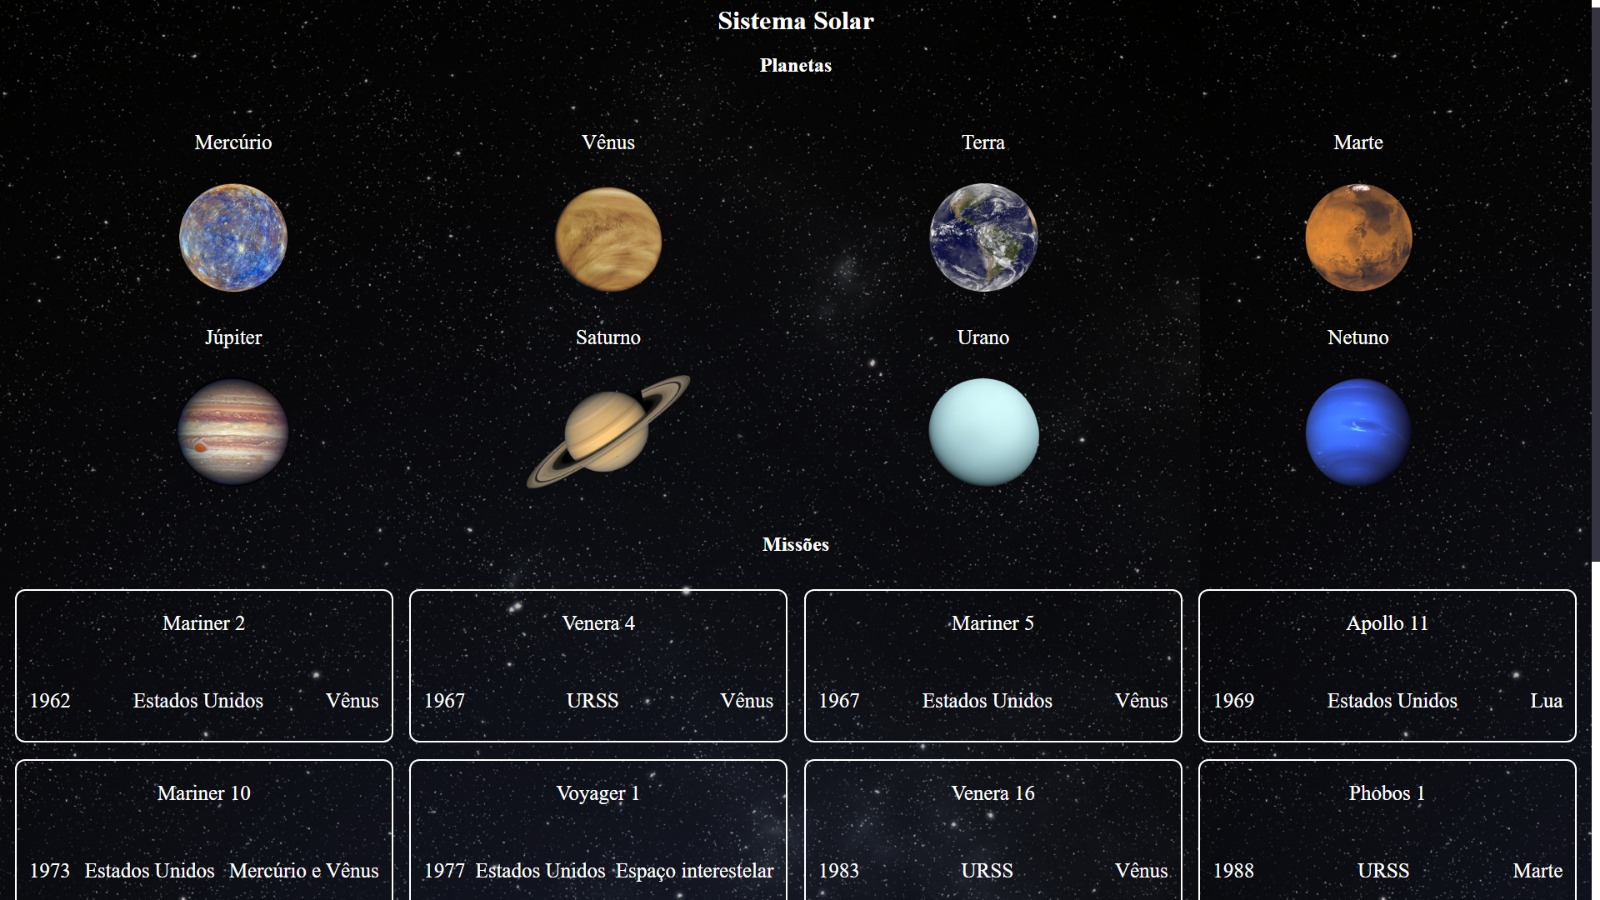 Sistema Solar
Planetas
Mercúrio Vênus Terra Marte
Júpiter Saturno Urano Netuno
Missões
Mariner 2 Venera 4 Mariner 5 Apollo 11
1962 Estados Unidos Vênus 1967 URSS Vênus 1967 Estados Unidos Vênus 1969 Estados Unidos Lua
Mariner 10 Voyager 1 Venera 16 Phobos 1
1973 Estados Unidos Mercúrio e Vênus 1977 Estados Unidos Espaço interestelar 1983 URSS Vênus 1988 URSS Marte